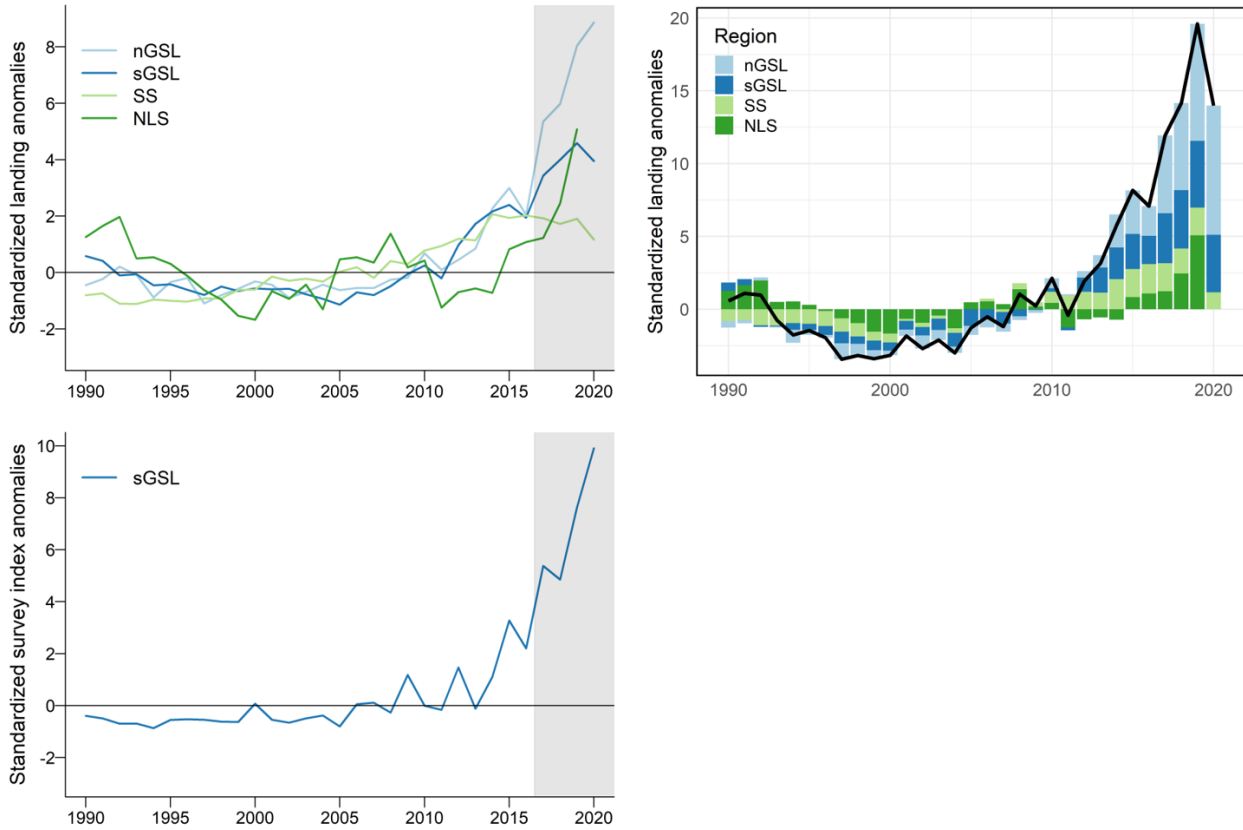 Standardized landing anomalies
8
6
4
2
0
-2
nGSL
sGSL
SS
NLS
1990 1995 2000 2005 2010 2015 2020
Standardized landing anomalies
20
15
10
5
0
Region
nGSL
sGSL
SS
NLS
1990 2000 2010 2020
Standardized survey index anomalies
10
8
6
4
2
0
-2
sGSL
1990 1995 2000 2005 2010 2015 2020